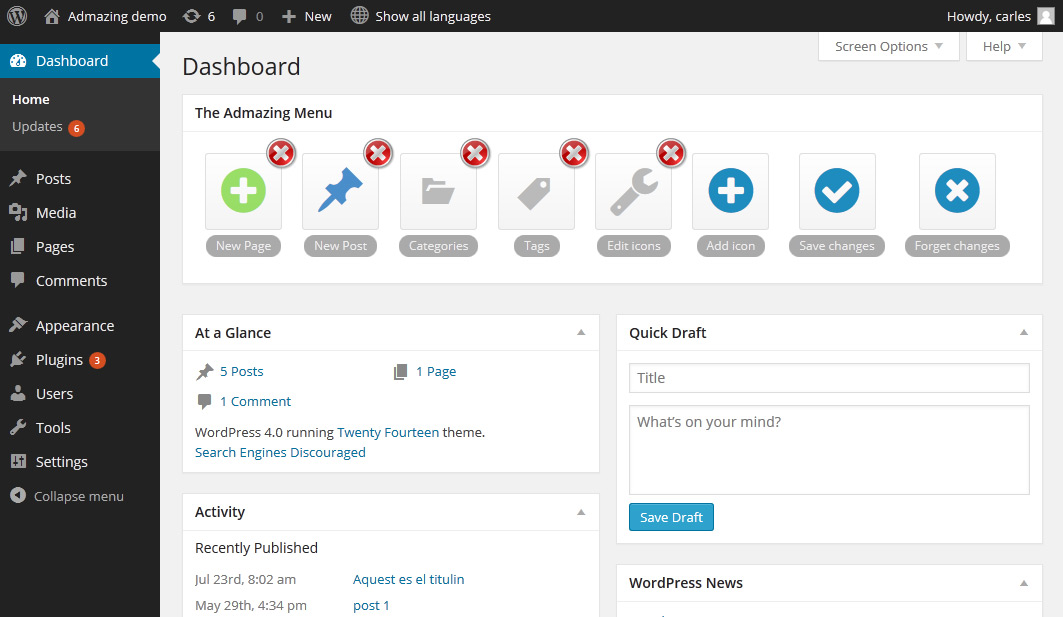 Admazing demo 6 0 New Show all languages Howdy, carles
Screen Options Help
Dashboard
Home
Updates 6
Posts
Media
Pages
Comments
Appearance
Plugins 3
Users
Tools
Settings
Collapse menu
Dashboard
The Admazing Menu
New Page New Post Categories Tags Edit icons Add icon Save changes Forget changes
At a Glance
5 Posts 1 Page
1 Comment
WordPress 4.0 running Twenty Fourteen theme.
Search Engines Discouraged
Activity
Recently Published
Jul 23rd, 8:02 am Aquest es el titulin
May 29th, 4:34 pm post 1
Quick Draft
Title
What's on your mind?
Save Draft
WordPress News